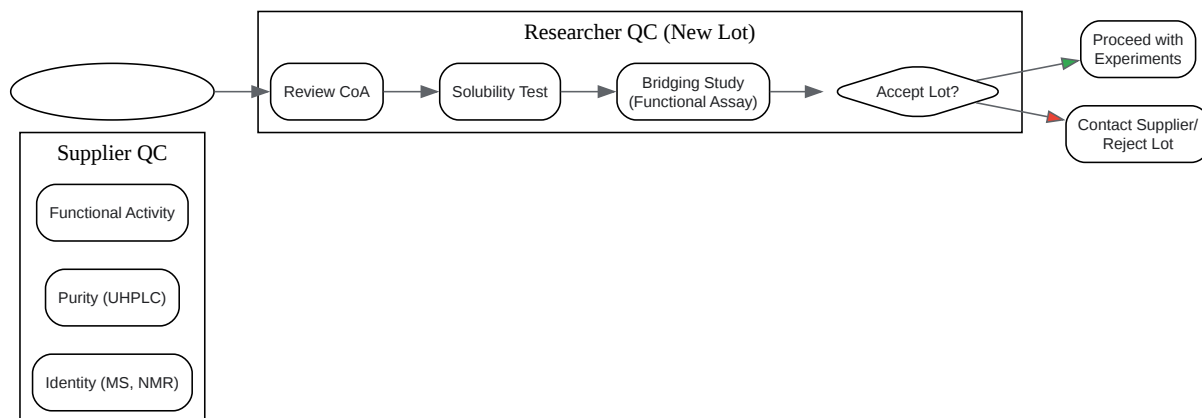 Researcher QC (New Lot)
Review CoA
Solubility Test
Bridging Study
(Functional Assay)
Accept Lot?
Proceed with
Experiments
Contact Supplier/
Reject Lot
Supplier QC
Functional Activity
Purity (UHPLC)
Identity (MS, NMR)